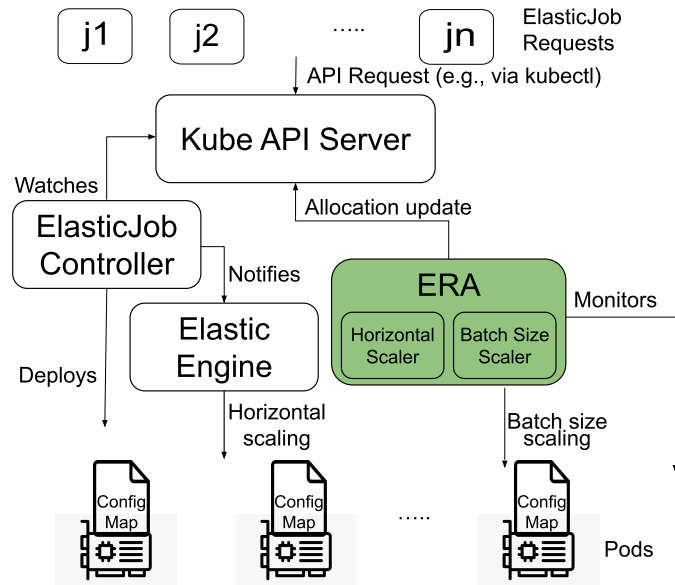 j1
j2
.....
jn
ElasticJob
Requests
API Request (e.g., via kubectl)
Kube API Server
Watches
Allocation update
ElasticJob
Controller
Notifies
ERA
Monitors
Horizontal
Scaler
Batch Size
Scaler
Elastic
Engine
Deploys
Horizontal
scaling
Batch size
scaling
Config
Map
Config
Map
.....
Config
Map
Pods